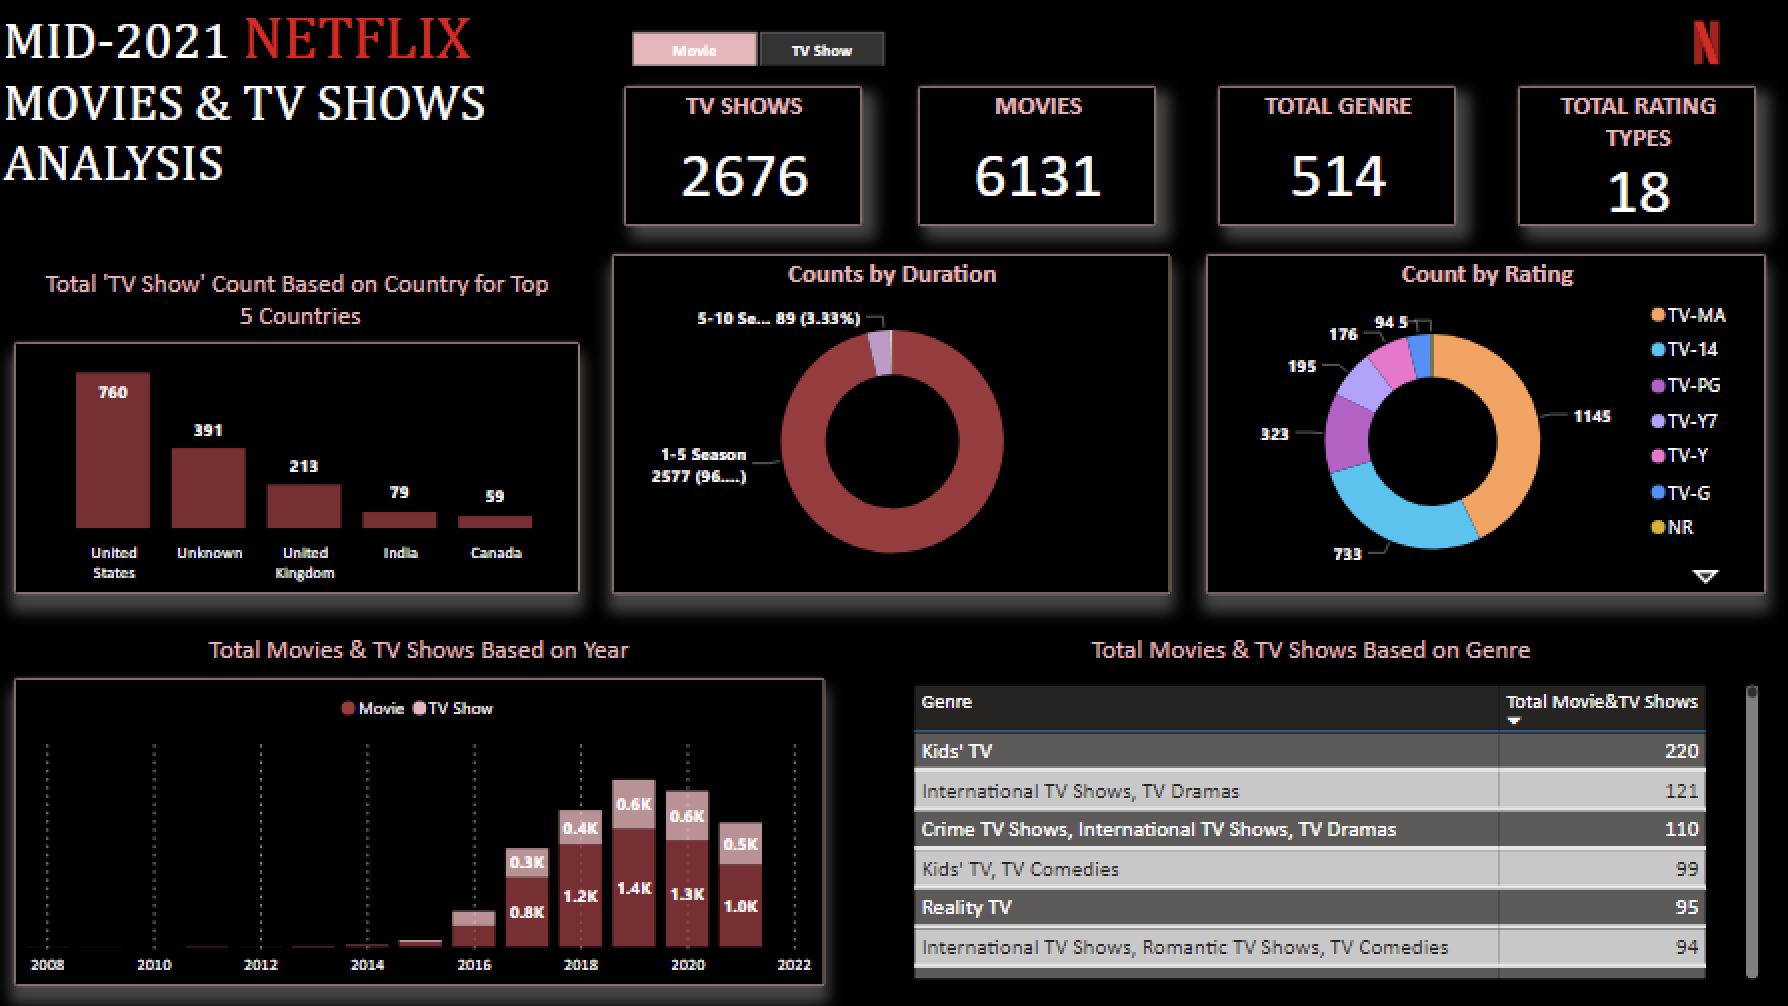 MID-2021 NETFLIX
MOVIES & TV SHOWS
ANALYSIS
Movie
TV Show
N
TV SHOWS
2676
MOVIES
6131
TOTAL GENRE
514
TOTAL RATING
TYPES
18
Total 'TV Show' Count Based on Country for Top
5 Countries
760
391
213
79
59
United
States
Unknown
United
Kingdom
India
Canada
Counts by Duration
5-10 Se... 89 (3.33%)
1-5 Season
2577 (96....)
Count by Rating
94 5
176
195
323
733
1145
TV-MA
TV-14
TV-PG
TV-Y7
TV-Y
TV-G
NR
Total Movies & TV Shows Based on Year
Movie TV Show
0.3K
0.8K
0.4K
1.2K
0.6K
1.4K
0.6K
1.3K
0.5K
1.0K
2008 2010 2012 2014 2016 2018 2020 2022
Total Movies & TV Shows Based on Genre
Genre Total Movie&TV Shows
Kids' TV 220
International TV Shows, TV Dramas 121
Crime TV Shows, International TV Shows, TV Dramas 110
Kids' TV, TV Comedies 99
Reality TV 95
International TV Shows, Romantic TV Shows, TV Comedies 94